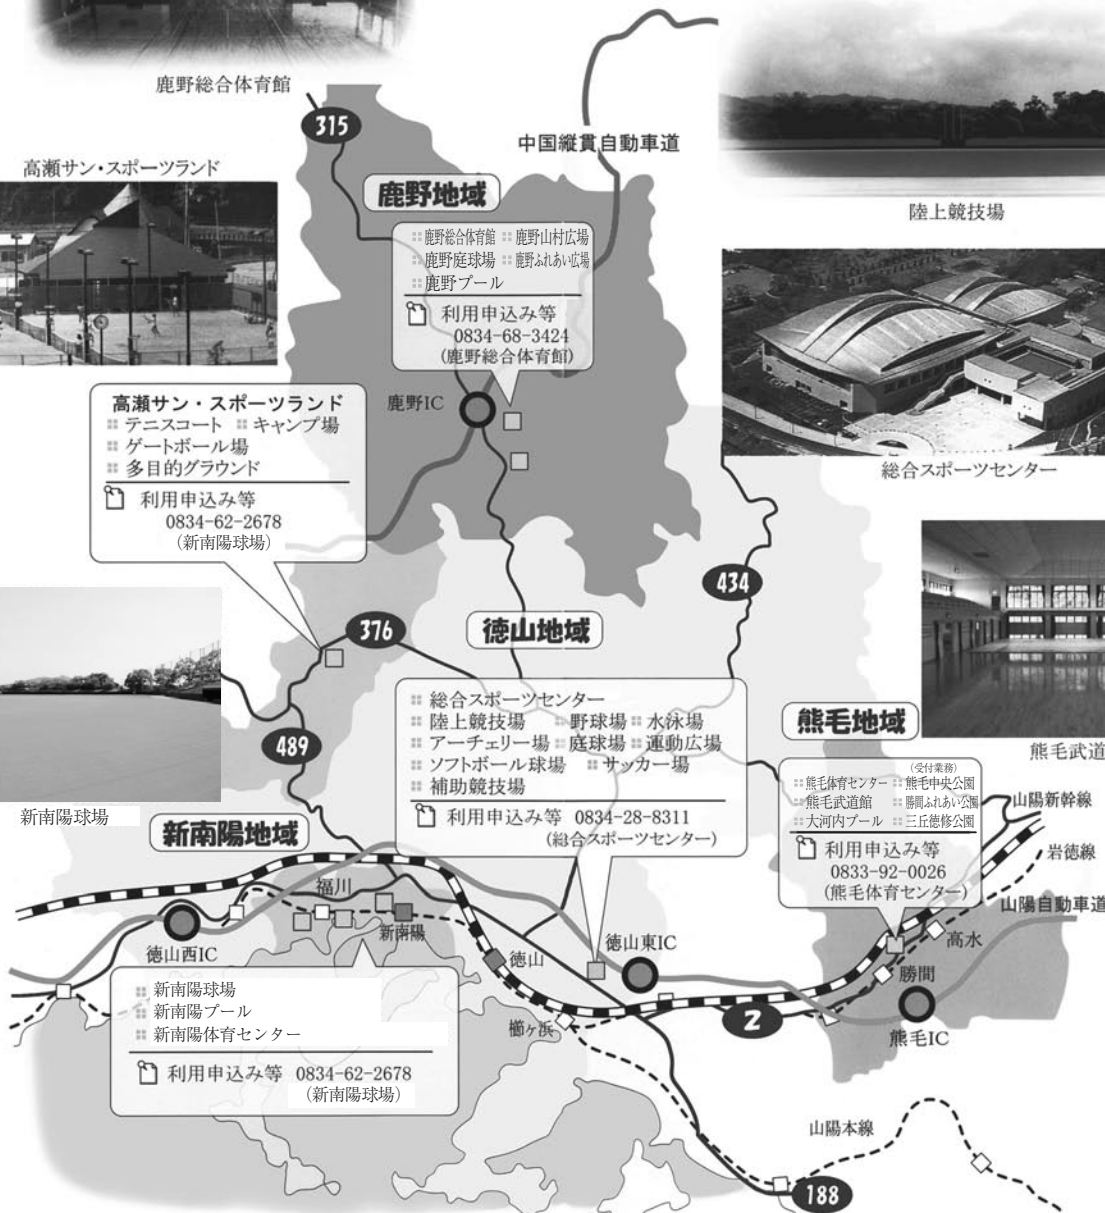 鹿野総合体育館
315
中国縦貫自動車道
高瀬サン・スポーツランド
陸上競技場
鹿野地域
鹿野総合体育館 鹿野山村広場
鹿野庭球場 鹿野ふれあい広場
鹿野プール
利用申込み等
0834-68-3424
(鹿野総合体育館)
鹿野IC
総合スポーツセンター
高瀬サン・スポーツランド
テニスコート キャンプ場
ゲートボール場
多目的グラウンド
利用申込み等
0834-62-2678
(新南陽球場)
434
376
徳山地域
489
総合スポーツセンター
陸上競技場 野球場 水泳場
アーチェリー場 庭球場 運動広場
ソフトボール球場 サッカー場
補助競技場
利用申込み等 0834-28-8311
(総合スポーツセンター)
熊毛地域
熊毛武道
(受付業務)
熊毛体育センター 熊毛中央公園
熊毛武道館 勝間ふれあい公園
大河内プール 三丘徳修公園
利用申込み等
0833-92-0026
(熊毛体育センター)
新南陽球場
新南陽地域
山陽新幹線
岩徳線
山陽自動車道
福川
新南陽
徳山西IC
徳山
徳山東IC
高水
勝間
熊毛IC
櫛ヶ浜
2
新南陽球場
新南陽プール
新南陽体育センター
利用申込み等 0834-62-2678
(新南陽球場)
山陽本線
188